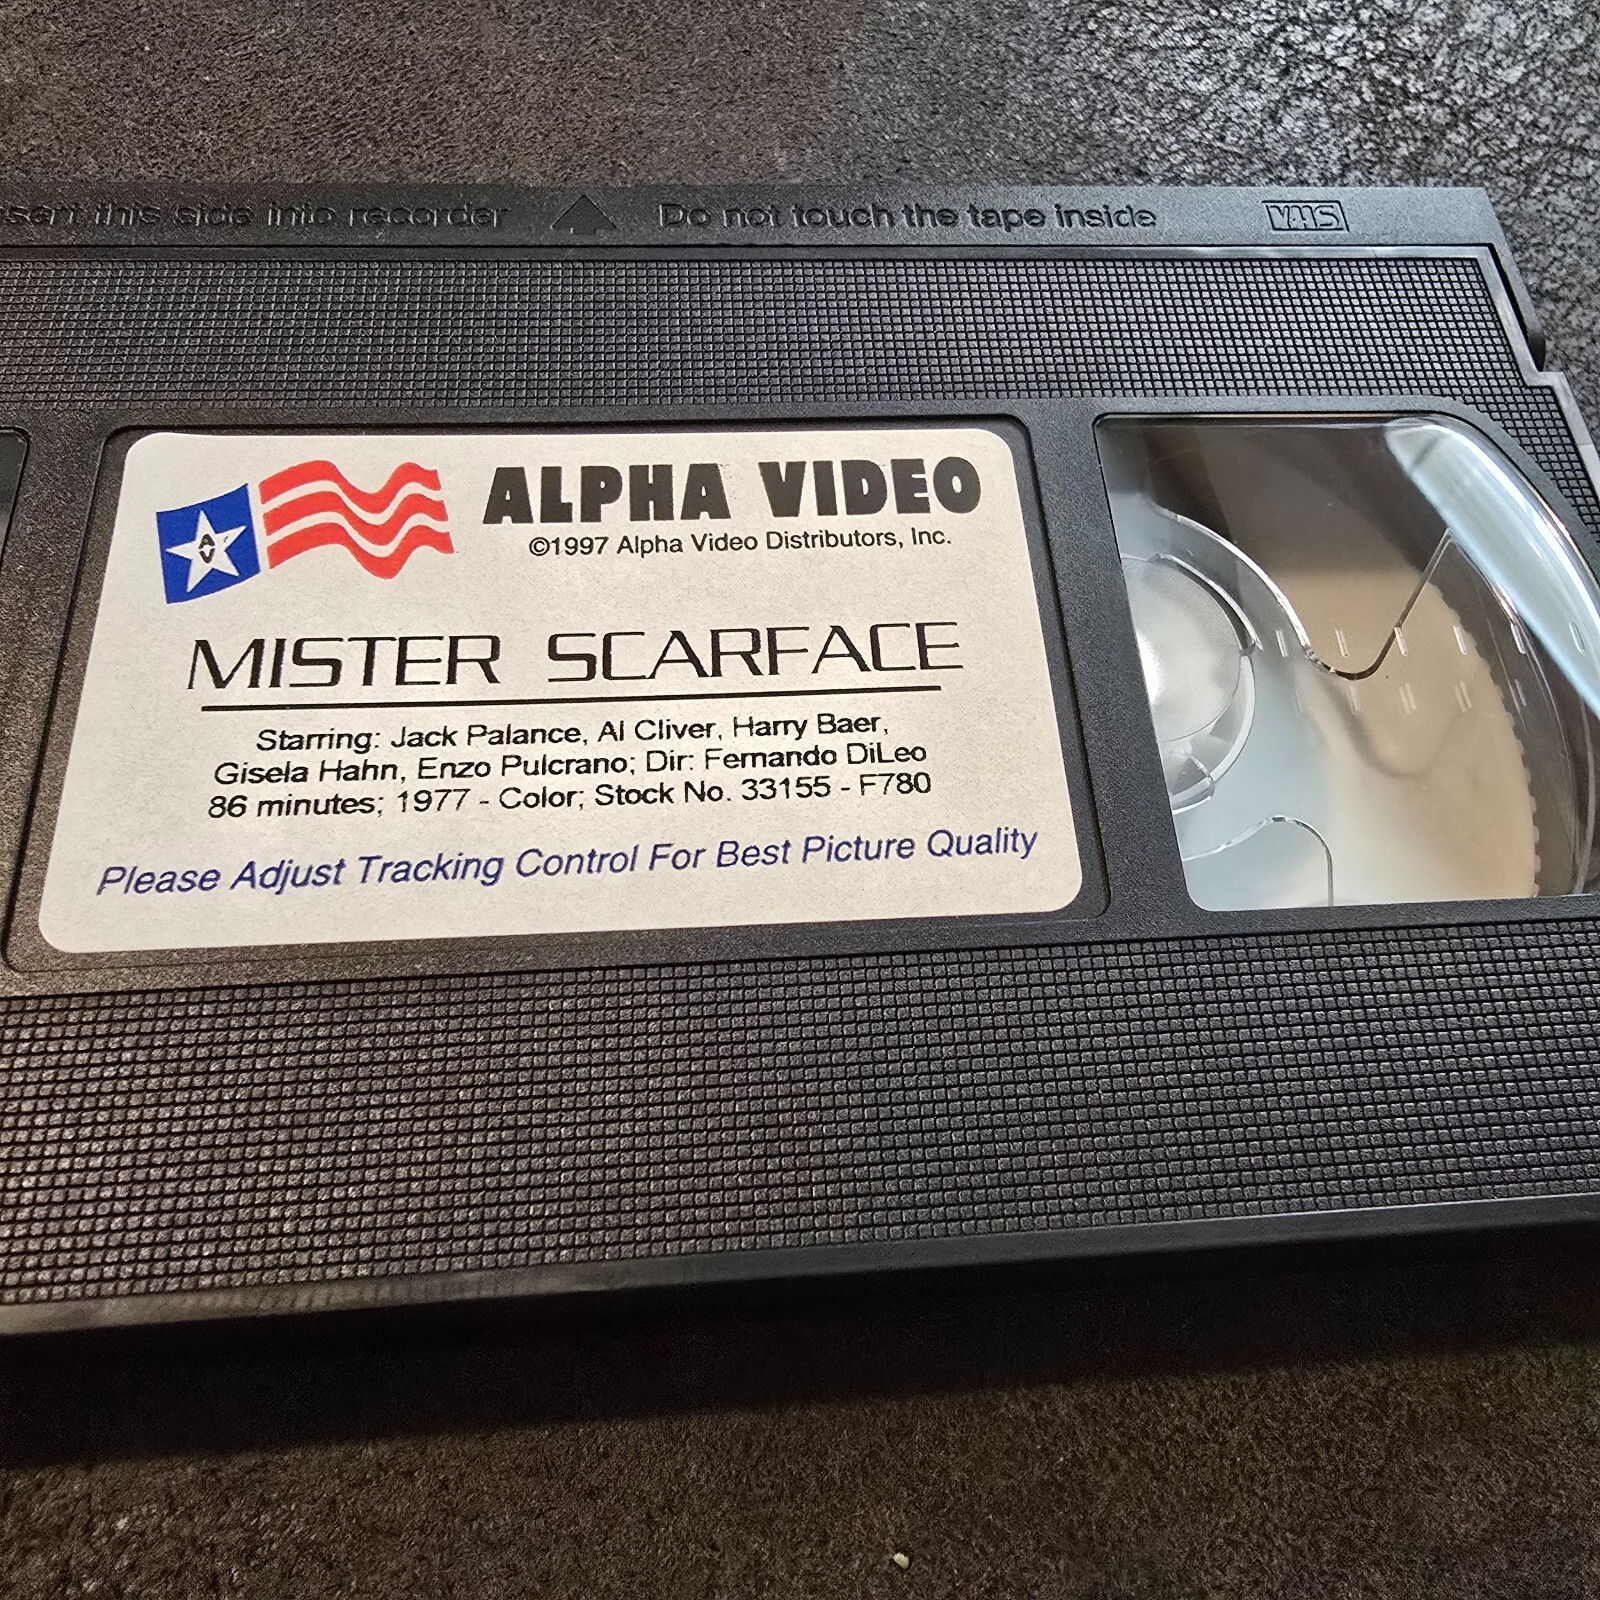 this side into recorder Do not touch the tape inside VHS
ALPHA VIDEO
©1997 Alpha Video Distributors, Inc.
AV
MISTER SCARFACE
Starring: Jack Palance, Al Cliver, Harry Baer,
Gisela Hahn, Enzo Pulcrano; Dir: Fernando DiLeo
86 minutes; 1977 - Color; Stock No. 33155 - F780
Please Adjust Tracking Control For Best Picture Quality